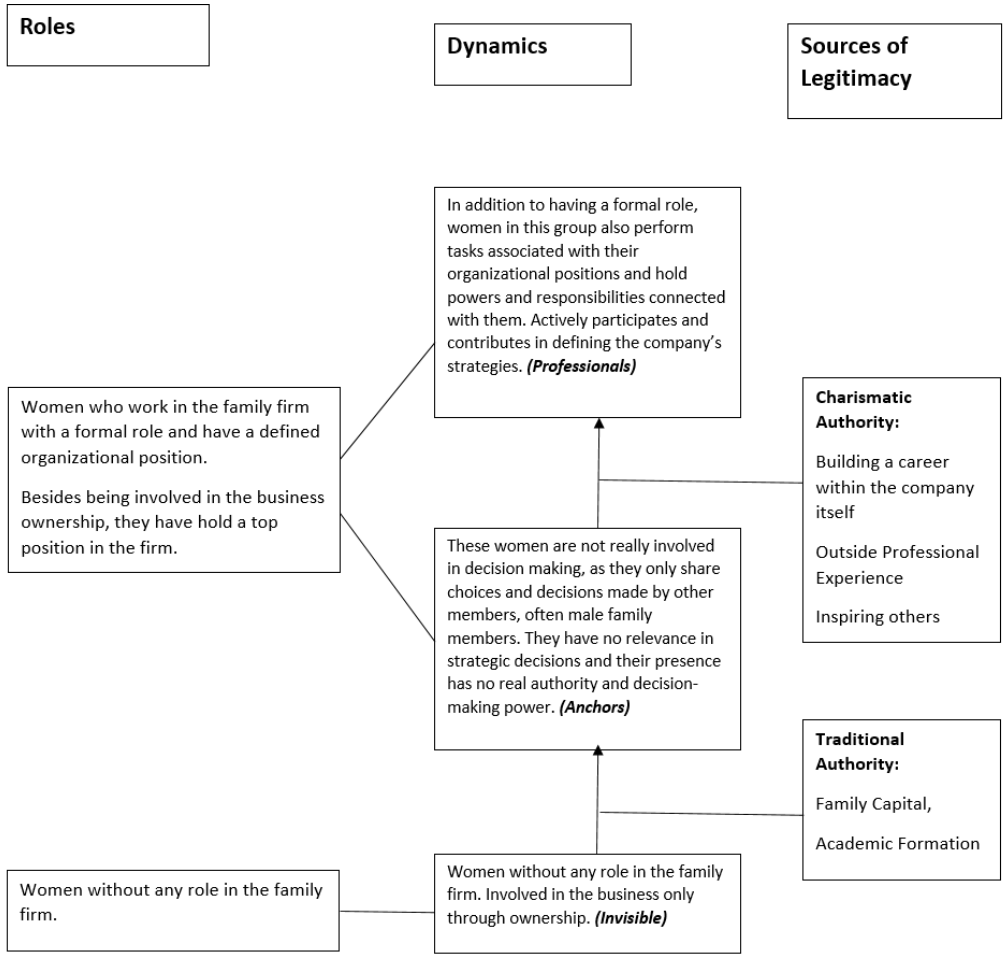 Roles
Dynamics
Sources of
Legitimacy
In addition to having a formal role,
women in this group also perform
tasks associated with their
organizational positions and hold
powers and responsibilities connected
with them. Actively participates and
contributes in defining the company’s
strategies. (Professionals)
Women who work in the family firm
with a formal role and have a defined
organizational position.
Besides being involved in the business
ownership, they have hold a top
position in the firm.
Charismatic
Authority:
Building a career
within the company
itself
Outside Professional
Experience
Inspiring others
These women are not really involved
in decision making, as they only share
choices and decisions made by other
members, often male family
members. They have no relevance in
strategic decisions and their presence
has no real authority and decision-
making power. (Anchors)
Traditional
Authority:
Family Capital,
Academic Formation
Women without any role in the family
firm.
Women without any role in the family
firm. Involved in the business only
through ownership. (Invisible)